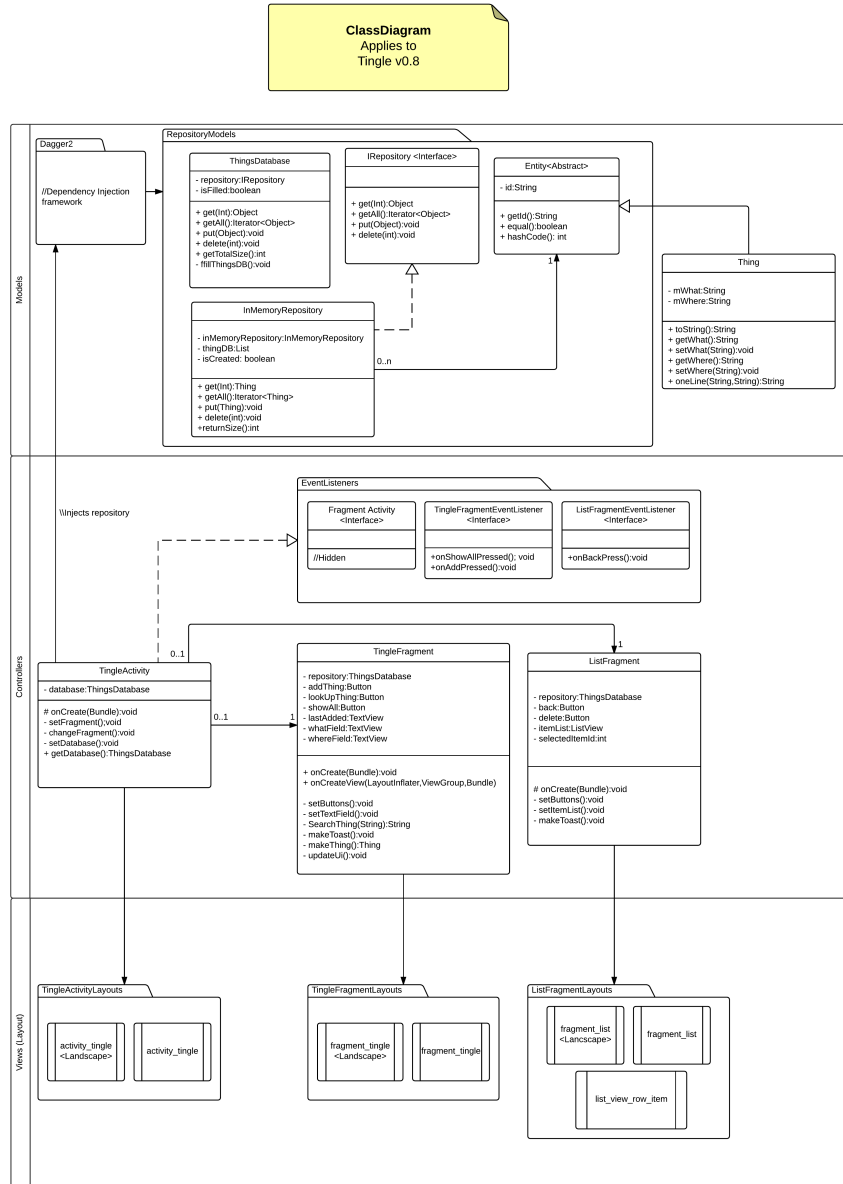 ClassDiagram
Applies to
Tingle v0.8
Models
Dagger2
//Dependency Injection
framework
RepositoryModels
ThingsDatabase
- repository:IRepository
- isFilled:boolean
+ get(Int):Object
+ getAll():Iterator<Object>
+ put(Object):void
+ delete(int):void
+ getTotalSize():int
- ffillThingsDB():void
IRepository <Interface>
+ get(Int):Object
+ getAll():Iterator<Object>
+ put(Object):void
+ delete(int):void
Entity<Abstract>
- id:String
+ getId():String
+ equal():boolean
+ hashCode(): int
1
Thing
- mWhat:String
- mWhere:String
+ toString():String
+ getWhat():String
+ setWhat(String):void
+ getWhere():String
+ setWhere(String):void
+ oneLine(String,String):String
InMemoryRepository
- inMemoryRepository:InMemoryRepository
- thingDB:List
- isCreated: boolean
+ get(Int):Thing
+ getAll():Iterator<Thing>
+ put(Thing):void
+ delete(int):void
+returnSize():int
0..n
Controllers
\\Injects repository
EventListeners
Fragment Activity
<Interface>
//Hidden
TingleFragmentEventListener
<Interface>
+onShowAllPressed(); void
+onAddPressed():void
ListFragmentEventListener
<Interface>
+onBackPress():void
0..1
1
TingleActivity
- database:ThingsDatabase
# onCreate(Bundle):void
- setFragment();void
- changeFragment():void
- setDatabase():void
+ getDatabase():ThingsDatabase
0..1
1
TingleFragment
- repository:ThingsDatabase
- addThing:Button
- lookUpThing:Button
- showAll:Button
- lastAdded:TextView
- whatField:TextView
- whereField:TextView
+ onCreate(Bundle):void
+ onCreateView(LayoutInflater,ViewGroup,Bundle)
- setButtons():void
- setTextField():void
- SearchThing(String):String
- makeToast():void
- makeThing():Thing
- updateUi():void
ListFragment
- repository:ThingsDatabase
- back:Button
- delete:Button
- itemList:ListView
- selectedItemId:int
# onCreate(Bundle):void
- setButtons():void
- setItemList():void
- makeToast():void
Views (Layout)
TingleActivityLayouts
activity_tingle
<Landscape>
activity_tingle
TingleFragmentLayouts
fragment_tingle
<Landscape>
fragment_tingle
ListFragmentLayouts
fragment_list
<Lancscape>
fragment_list
list_view_row_item